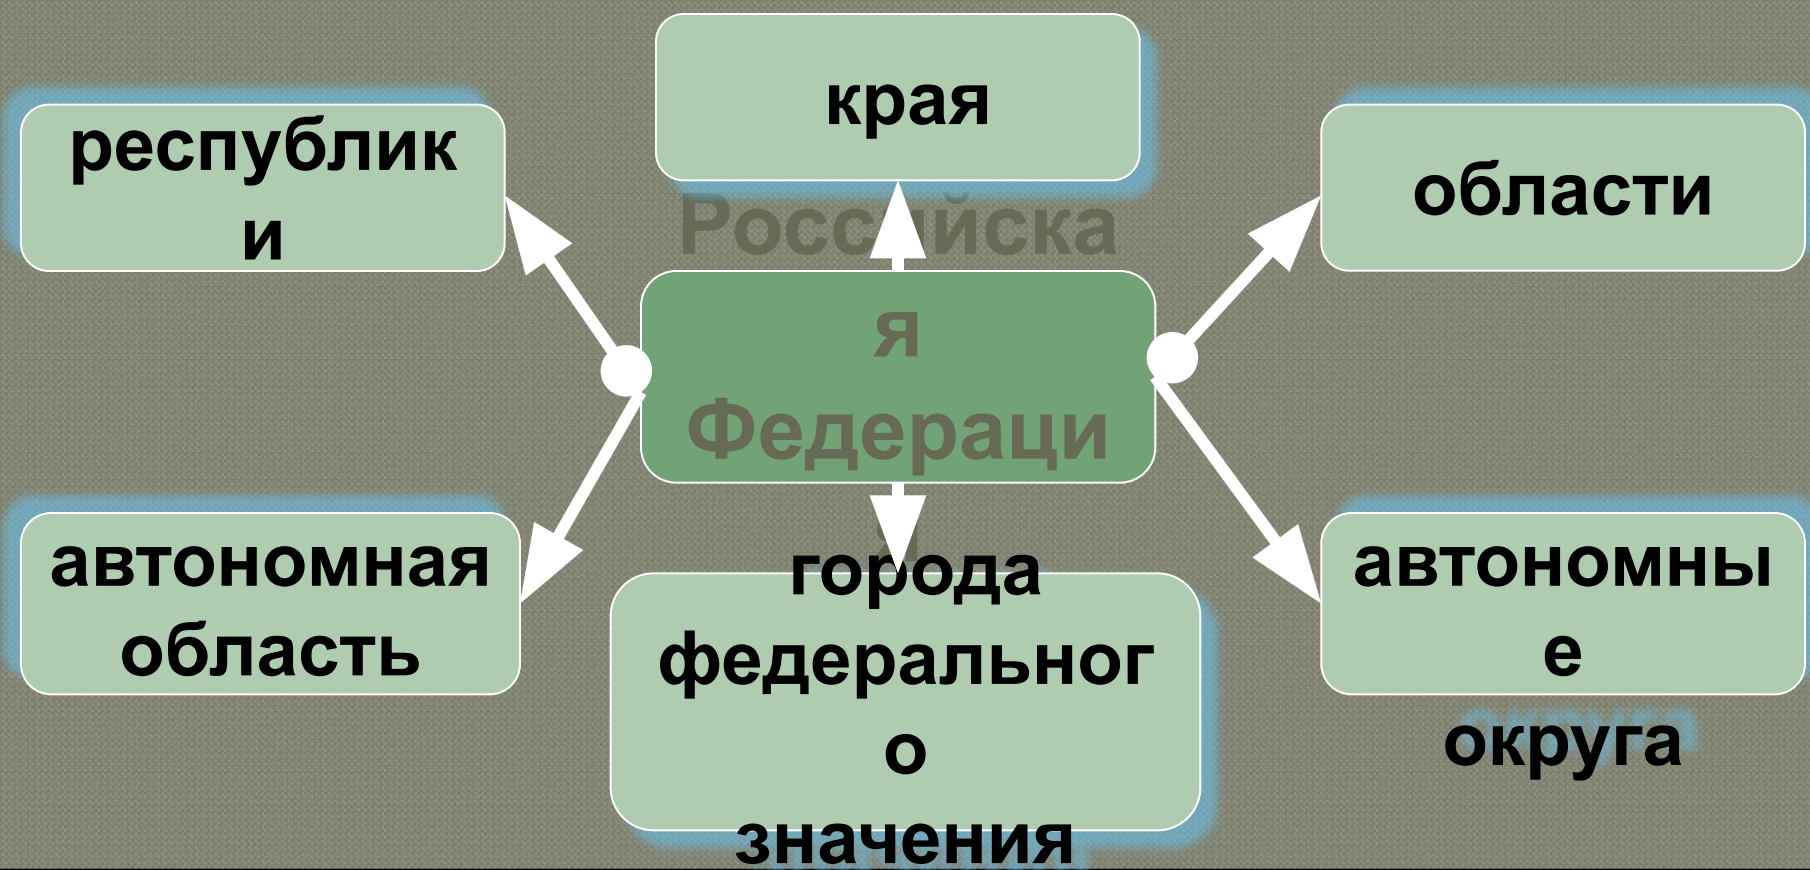 края
республик
и
области
Российска
я
Федераци
я
автономная
область
города
федеральног
о
значения
автономны
е
округа